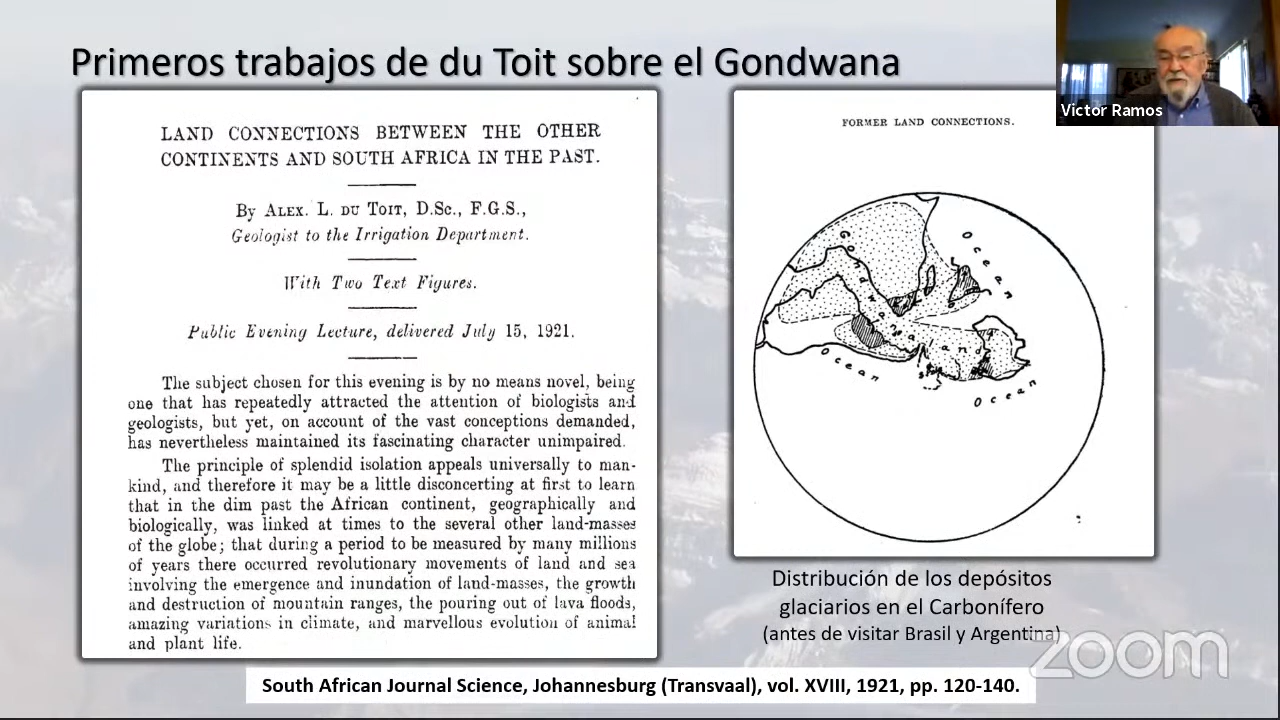 Primeros trabajos de du Toit sobre el Gondwana
LAND CONNECTIONS BETWEEN THE OTHER
CONTINENTS AND SOUTH AFRICA IN THE PAST.
By ALEX. L. DU TOIT, D.Sc., F.G.S.,
Geologist to the Irrigation Department.
With Two Text Figures.
Public Evening Lecture, delivered July 15, 1921.
The subject chosen for this evening is by no means novel, being
one that has repeatedly attracted the attention of biologists and
geologists, but yet, on account of the vast conceptions demanded,
has nevertheless maintained its fascinating character unimpaired.
The principle of splendid isolation appeals universally to man-
kind, and therefore it may be a little disconcerting at first to learn
that in the dim past the African continent, geographically and
biologically, was linked at times to the several other land-masses
of the globe; that during a period to be measured by many millions
of years there occurred revolutionary movements of land and sea
involving the emergence and inundation of land-masses, the growth
and destruction of mountain ranges, the pouring out of lava floods,
amazing variations in climate, and marvellous evolution of animal
and plant life.
FORMER LAND CONNECTIONS.
Gondwana land
Ocean
Ocean
Ocean
Distribución de los depósitos
glaciarios en el Carbonífero
(antes de visitar Brasil y Argentina)
South African Journal Science, Johannesburg (Transvaal), vol. XVIII, 1921, pp. 120-140.
Victor Ramos
zoom